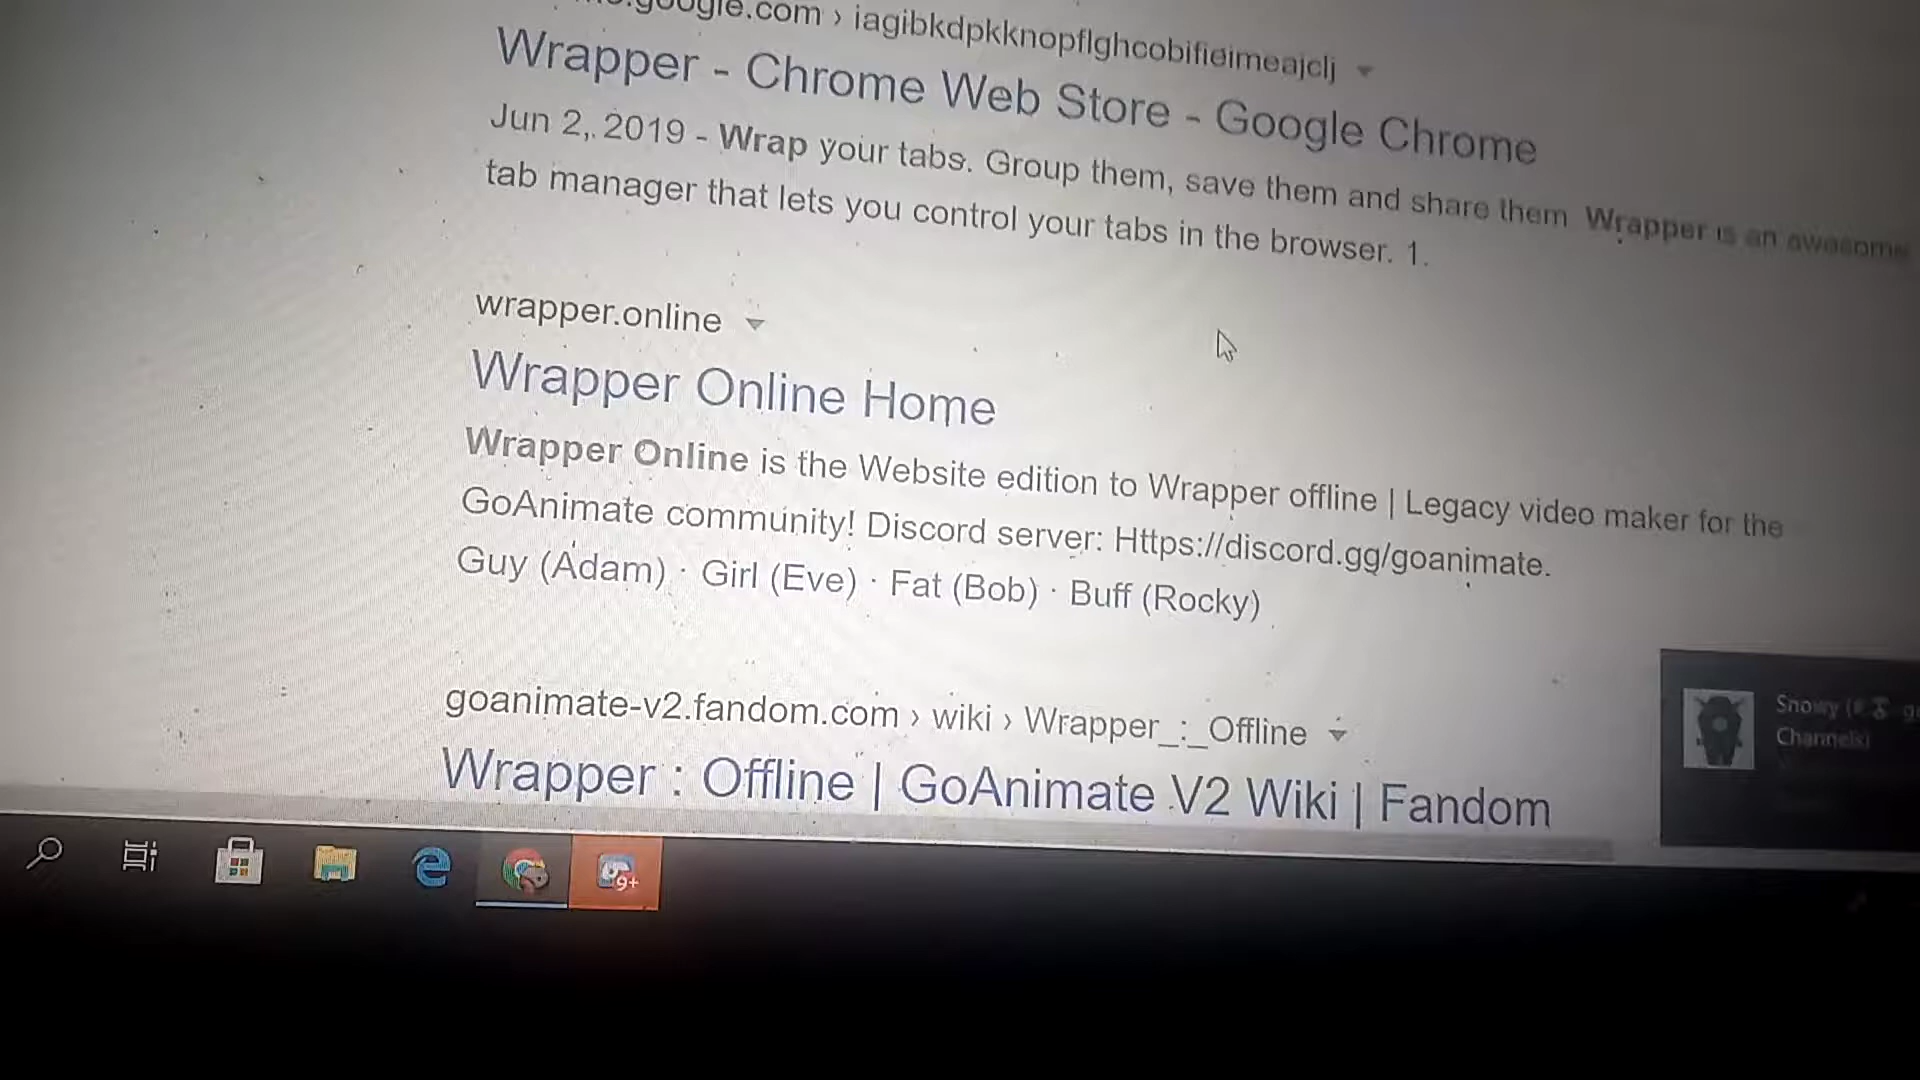 google.com › iagibkdpkknopflghcobifieimeajclj
Wrapper - Chrome Web Store - Google Chrome
Jun 2, 2019 - Wrap your tabs. Group them, save them and share them Wrapper is an awesome
tab manager that lets you control your tabs in the browser. 1.
wrapper.online
Wrapper Online Home
Wrapper Online is the Website edition to Wrapper offline | Legacy video maker for the
GoAnimate community! Discord server: Https://discord.gg/goanimate.
Guy (Adam) · Girl (Eve) · Fat (Bob) · Buff (Rocky)
goanimate-v2.fandom.com › wiki › Wrapper_:_Offline
Wrapper : Offline | GoAnimate V2 Wiki | Fandom
Snowy
Channels)
9+